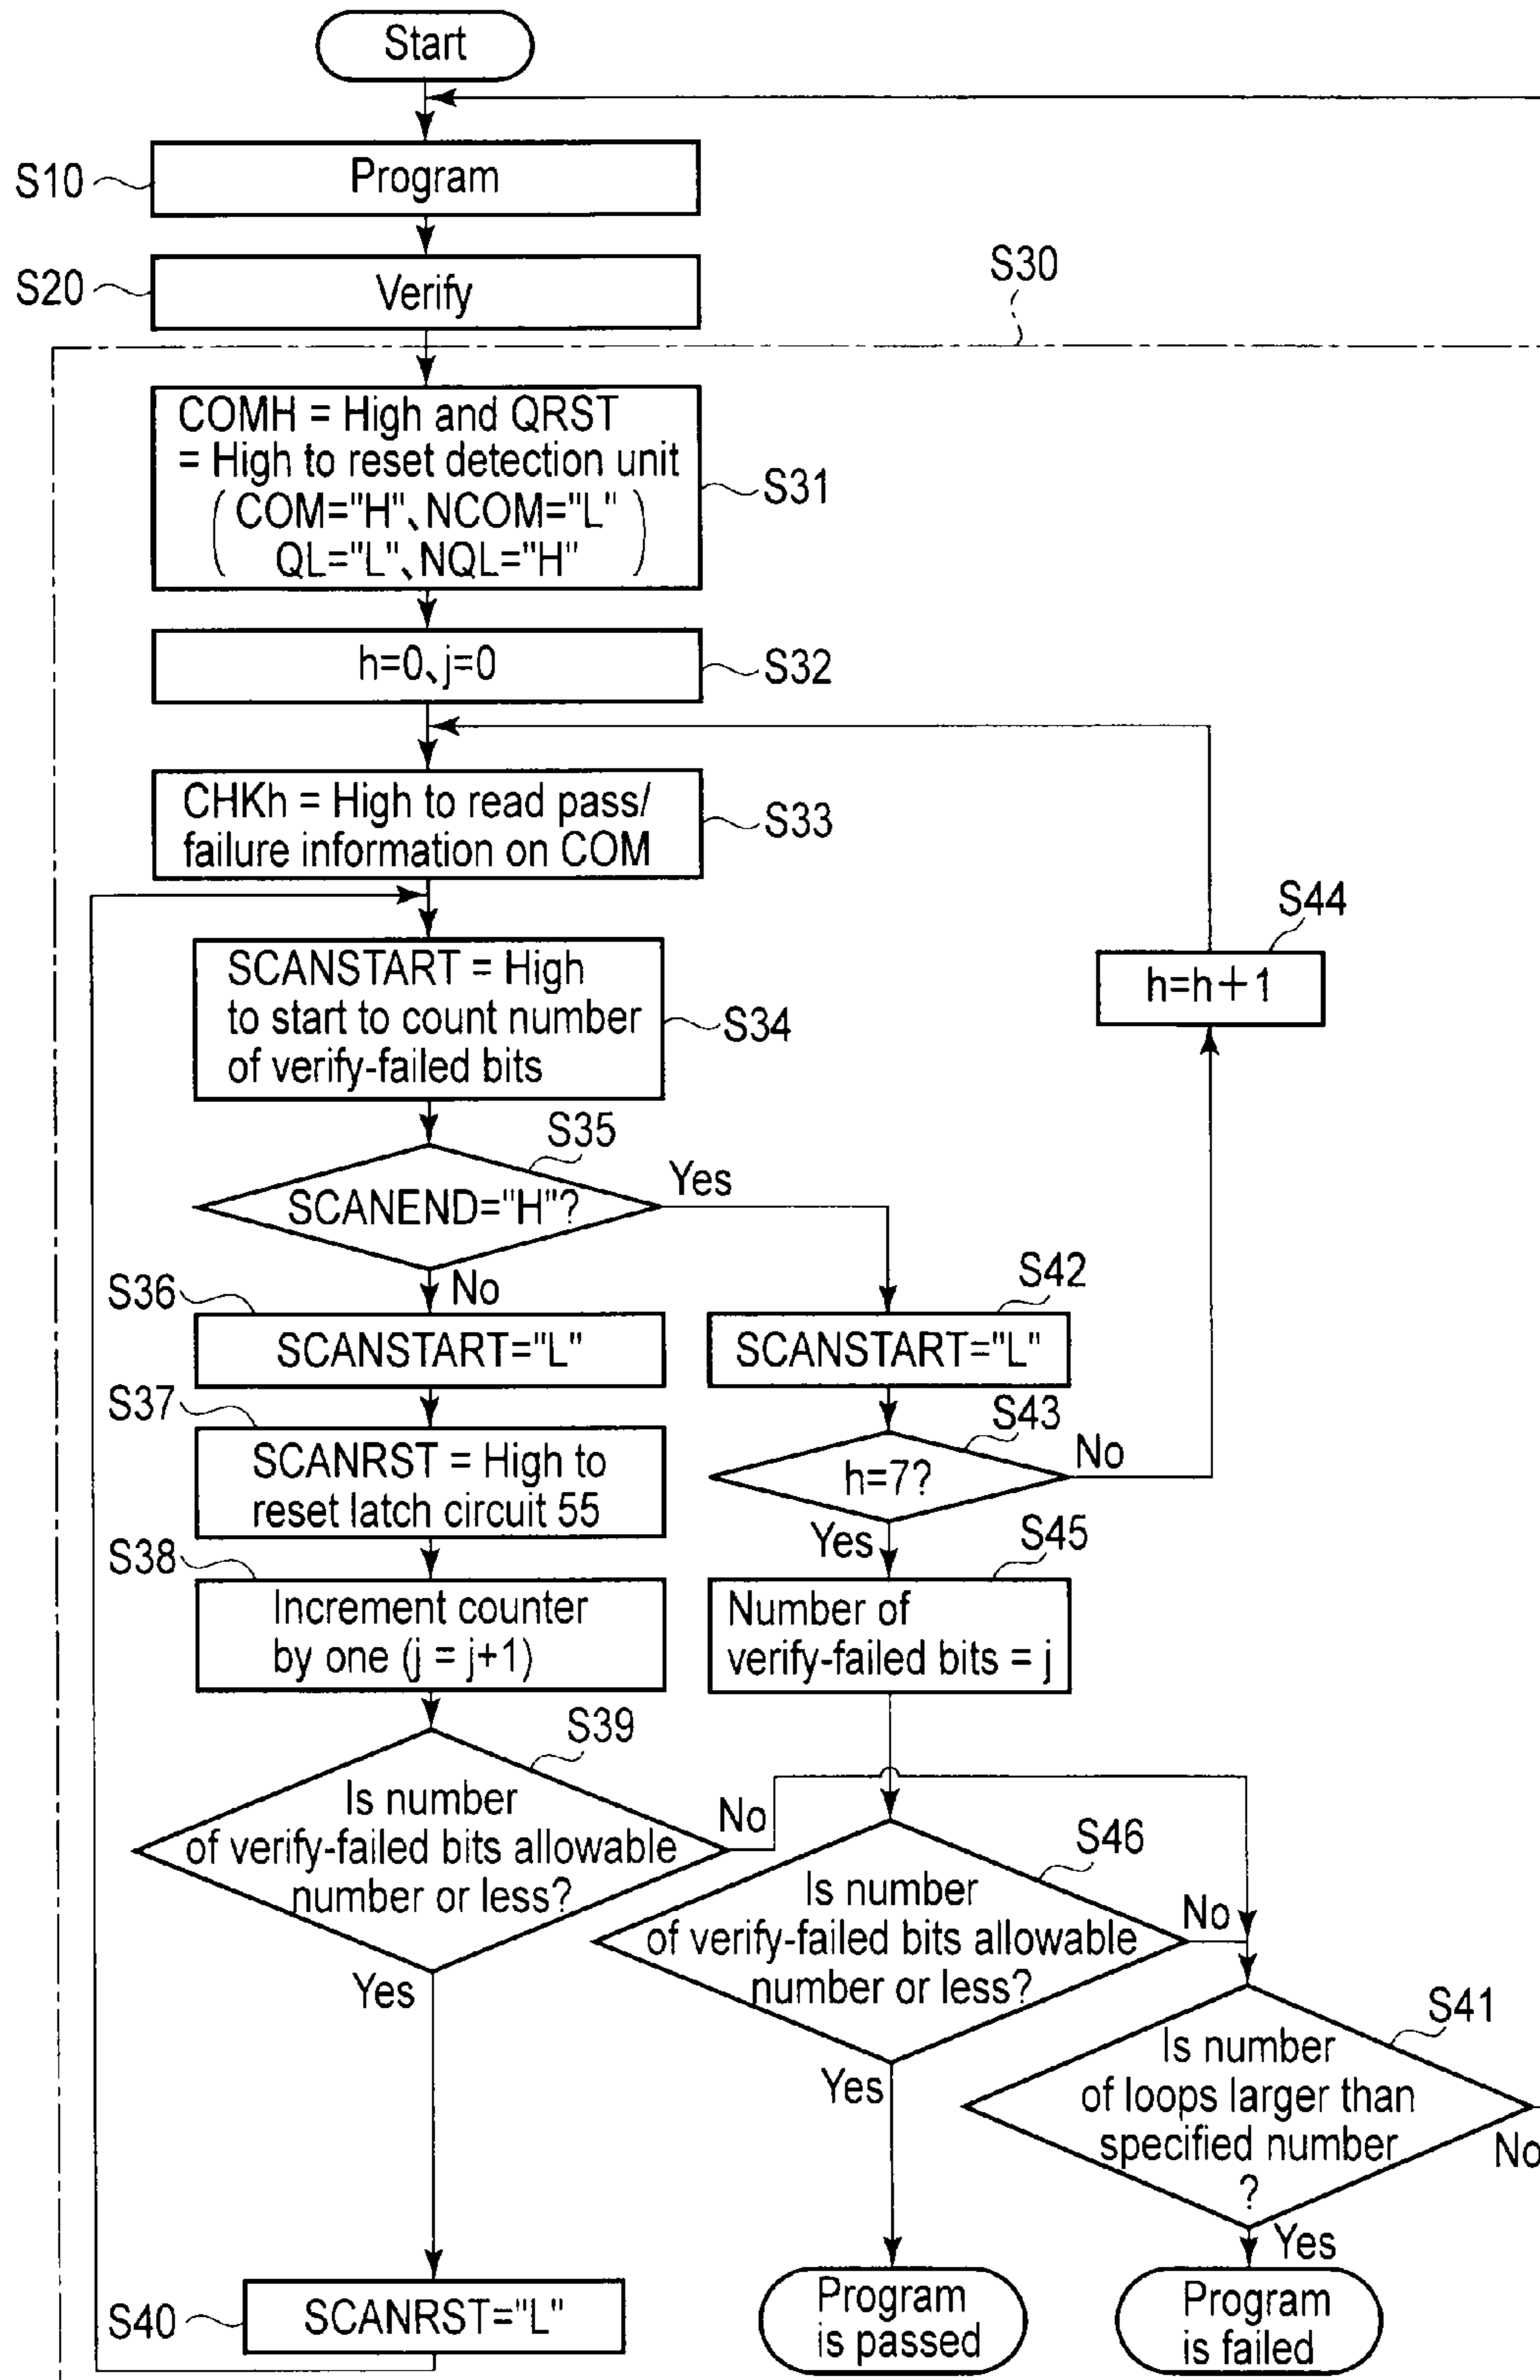 Start
S10
Program
S20
Verify
S30
COMH = High and QRST
= High to reset detection unit
( COM="H"、NCOM="L"
QL="L"、NQL="H" )
S31
h=0、j=0
S32
CHKh = High to read pass/
failure information on COM
S33
S44
h=h+1
SCANSTART = High
to start to count number
of verify-failed bits
S34
S35
SCANEND="H"?
Yes
No
S36
SCANSTART="L"
S42
SCANSTART="L"
S37
SCANRST = High to
reset latch circuit 55
S43
h=7?
No
Yes
S38
Increment counter
by one (j = j+1)
S45
Number of
verify-failed bits = j
S39
Is number
of verify-failed bits allowable
number or less?
No
Yes
S46
Is number
of verify-failed bits allowable
number or less?
No
Yes
S41
Is number
of loops larger than
specified number
?
No
Yes
S40
SCANRST="L"
Program
is passed
Program
is failed